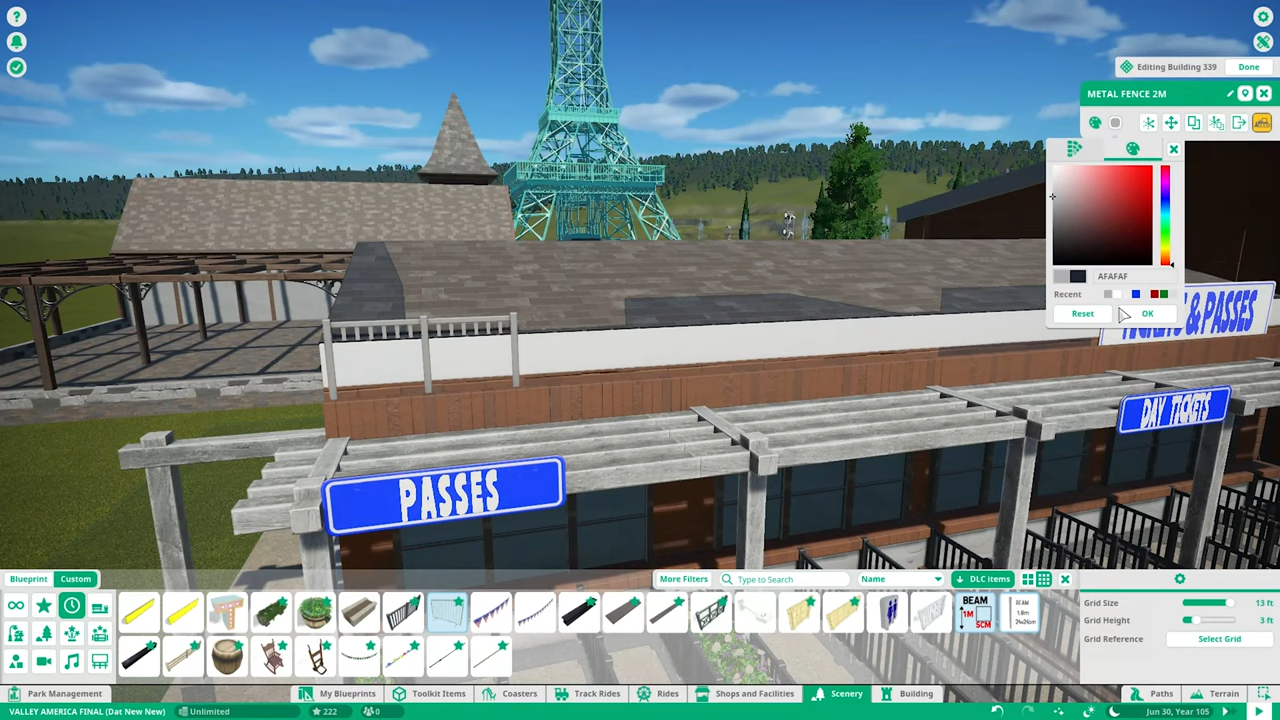 ?
Editing Building 339
Done
METAL FENCE 2M
AFAFAF
Recent
Reset
OK
& PASSES
DAY TICKETS
PASSES
Blueprint
Custom
More Filters
Type to Search
Name
DLC items
BEAM
1M
5CM
BEAM
Grid Size
13 ft
Grid Height
3 ft
Grid Reference
Select Grid
Park Management
My Blueprints
Toolkit Items
Coasters
Track Rides
Rides
Shops and Facilities
Scenery
Building
Paths
Terrain
VALLEY AMERICA FINAL (Dat New New)
Unlimited
222
0
Jun 30, Year 105